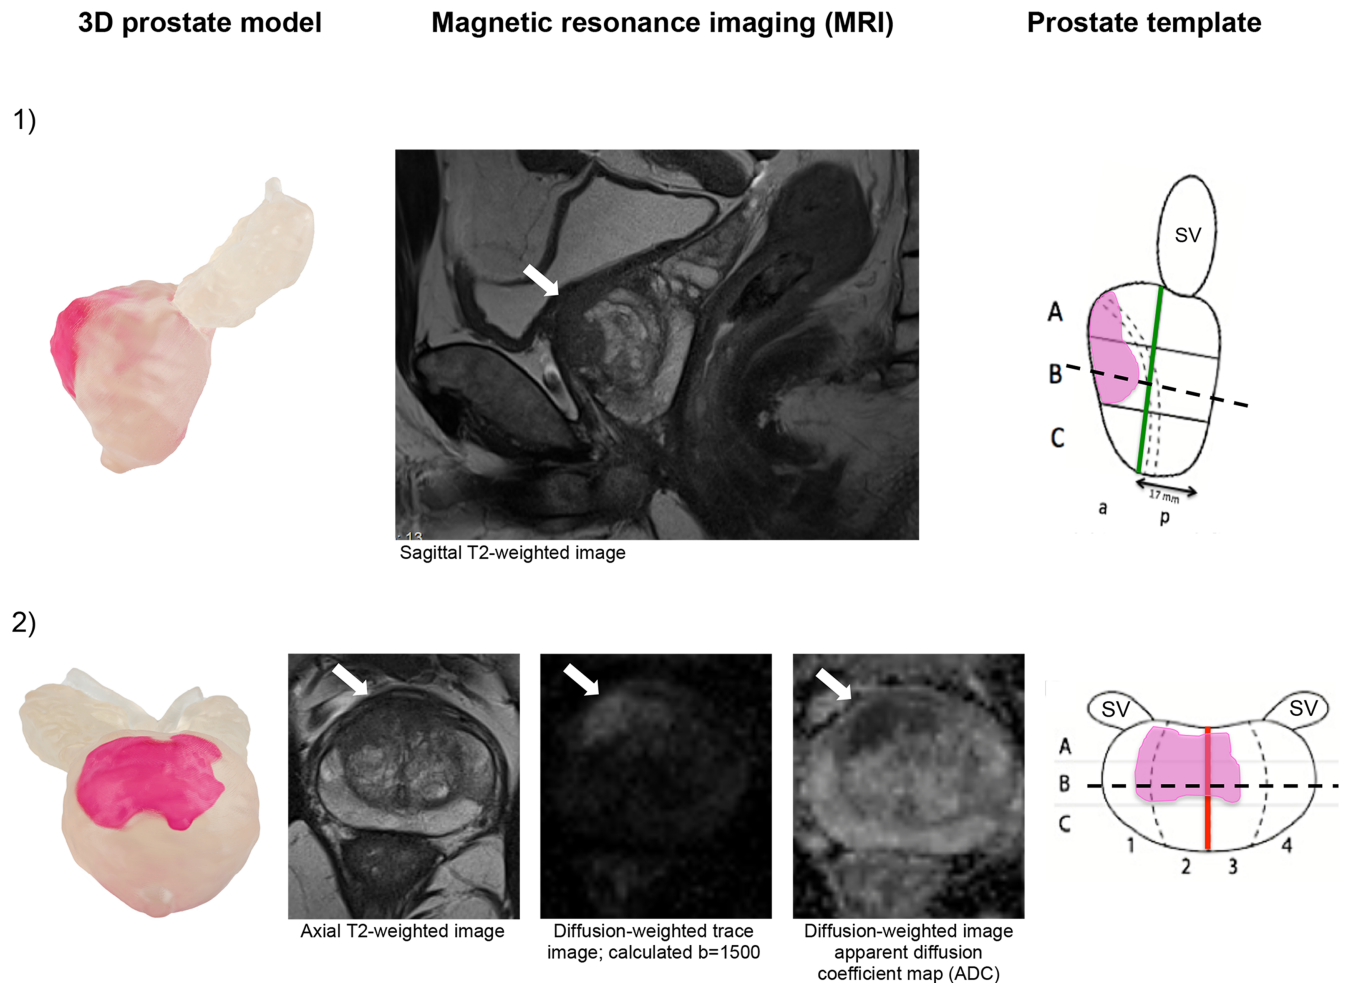 3D prostate model
Magnetic resonance imaging (MRI)
Prostate template
1)
SV
A
B
C
17 mm
a
p
13
Sagittal T2-weighted image
2)
SV
SV
A
B
C
1
2
3
4
Axial T2-weighted image
Diffusion-weighted trace
image; calculated b=1500
Diffusion-weighted image
apparent diffusion
coefficient map (ADC)